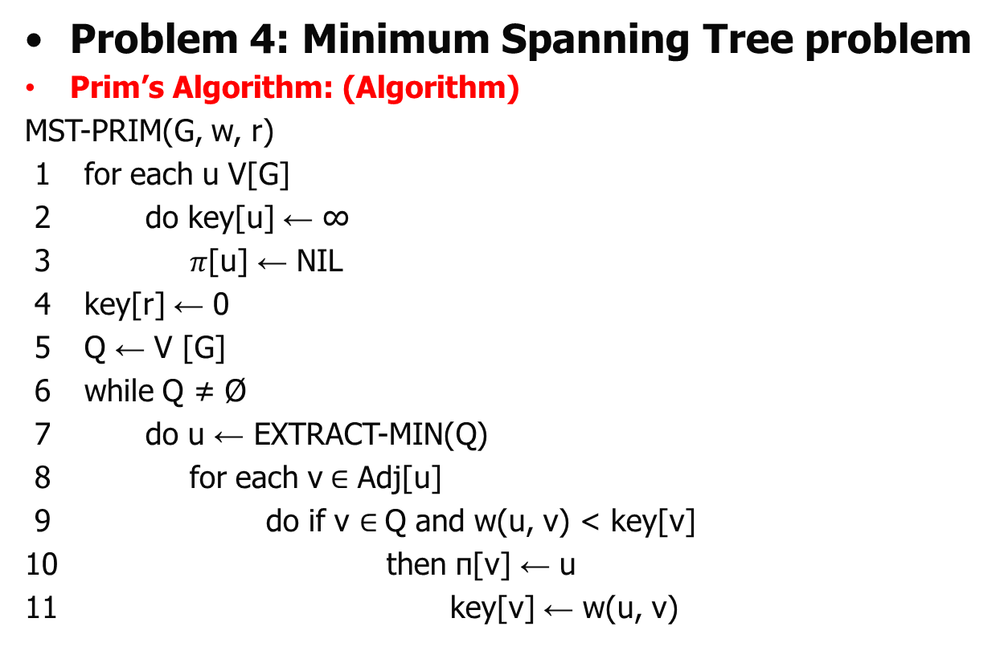 • Problem 4: Minimum Spanning Tree problem
• Prim’s Algorithm: (Algorithm)
MST-PRIM(G, w, r)
1 for each u V[G]
2 do key[u] ← ∞
3 π[u] ← NIL
4 key[r] ← 0
5 Q ← V [G]
6 while Q ≠ Ø
7 do u ← EXTRACT-MIN(Q)
8 for each v ∈ Adj[u]
9 do if v ∈ Q and w(u, v) < key[v]
10 then п[v] ← u
11 key[v] ← w(u, v)